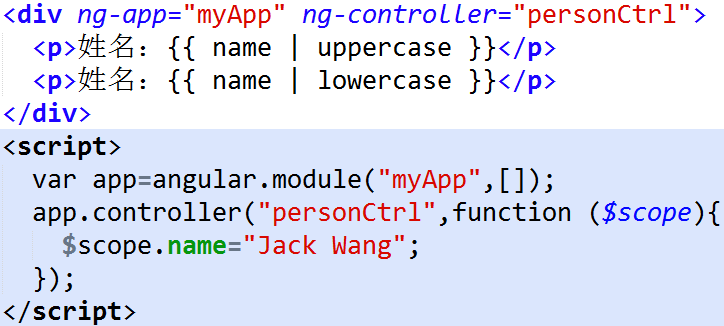 <div ng-app="myApp" ng-controller="personCtrl">
  <p>姓名：{{ name | uppercase }}</p>
  <p>姓名：{{ name | lowercase }}</p>
</div>
<script>
  var app=angular.module("myApp",[]);
  app.controller("personCtrl",function ($scope){
    $scope.name="Jack Wang";
  });
</script>